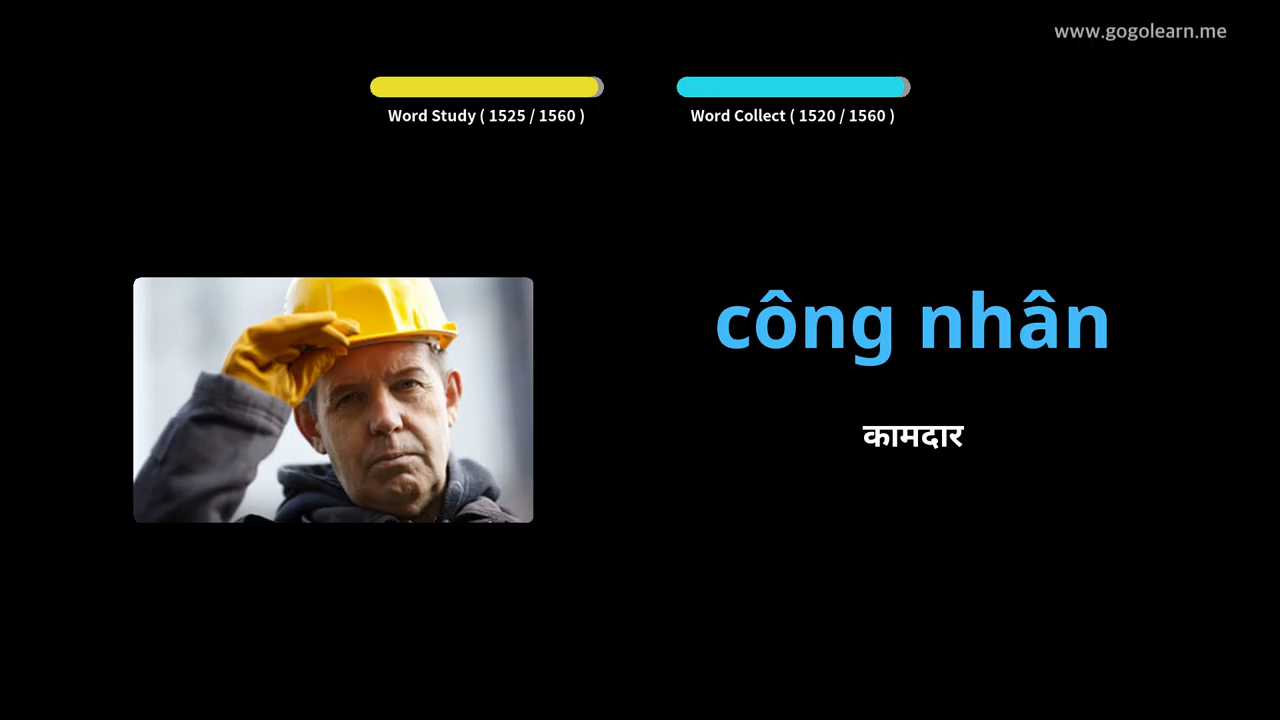 www.gogolearn.me
Word Study ( 1525 / 1560 )
Word Collect ( 1520 / 1560 )
công nhân
कामदार